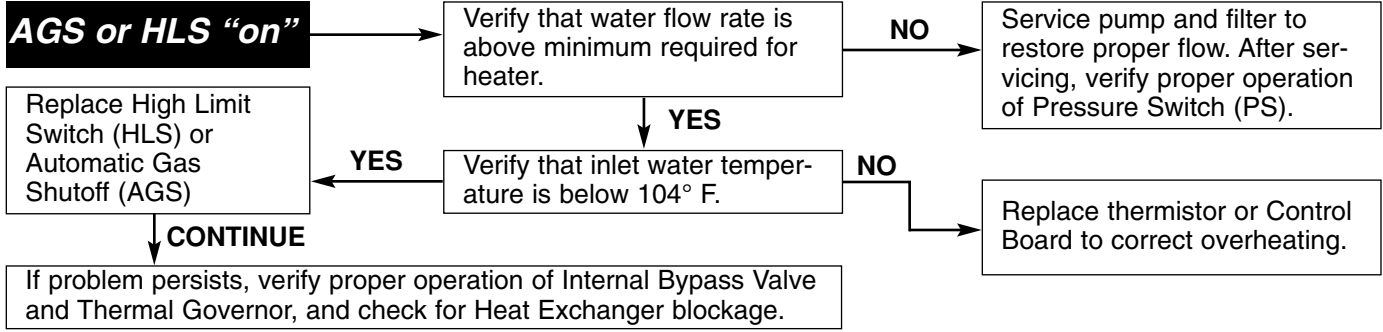 AGS or HLS “on”
Verify that water flow rate is
above minimum required for
heater.
NO
Service pump and filter to
restore proper flow. After ser-
vicing, verify proper operation
of Pressure Switch (PS).
YES
Verify that inlet water temper-
ature is below 104° F.
NO
Replace thermistor or Control
Board to correct overheating.
YES
Replace High Limit
Switch (HLS) or
Automatic Gas
Shutoff (AGS)
CONTINUE
If problem persists, verify proper operation of Internal Bypass Valve
and Thermal Governor, and check for Heat Exchanger blockage.